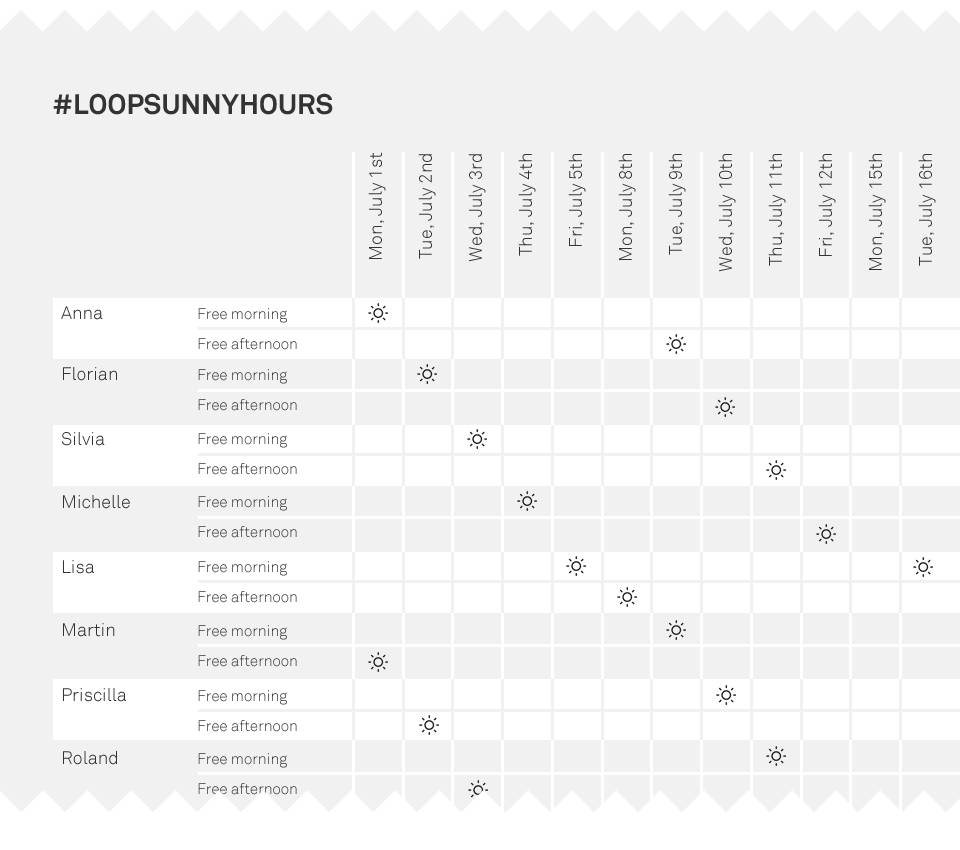 #LOOPSUNNYHOURS
Mon, July 1st
Tue, July 2nd
Wed, July 3rd
Thu, July 4th
Fri, July 5th
Mon, July 8th
Tue, July 9th
Wed, July 10th
Thu, July 11th
Fri, July 12th
Mon, July 15th
Tue, July 16th
Anna Free morning
Free afternoon
Florian Free morning
Free afternoon
Silvia Free morning
Free afternoon
Michelle Free morning
Free afternoon
Lisa Free morning
Free afternoon
Martin Free morning
Free afternoon
Priscilla Free morning
Free afternoon
Roland Free morning
Free afternoon